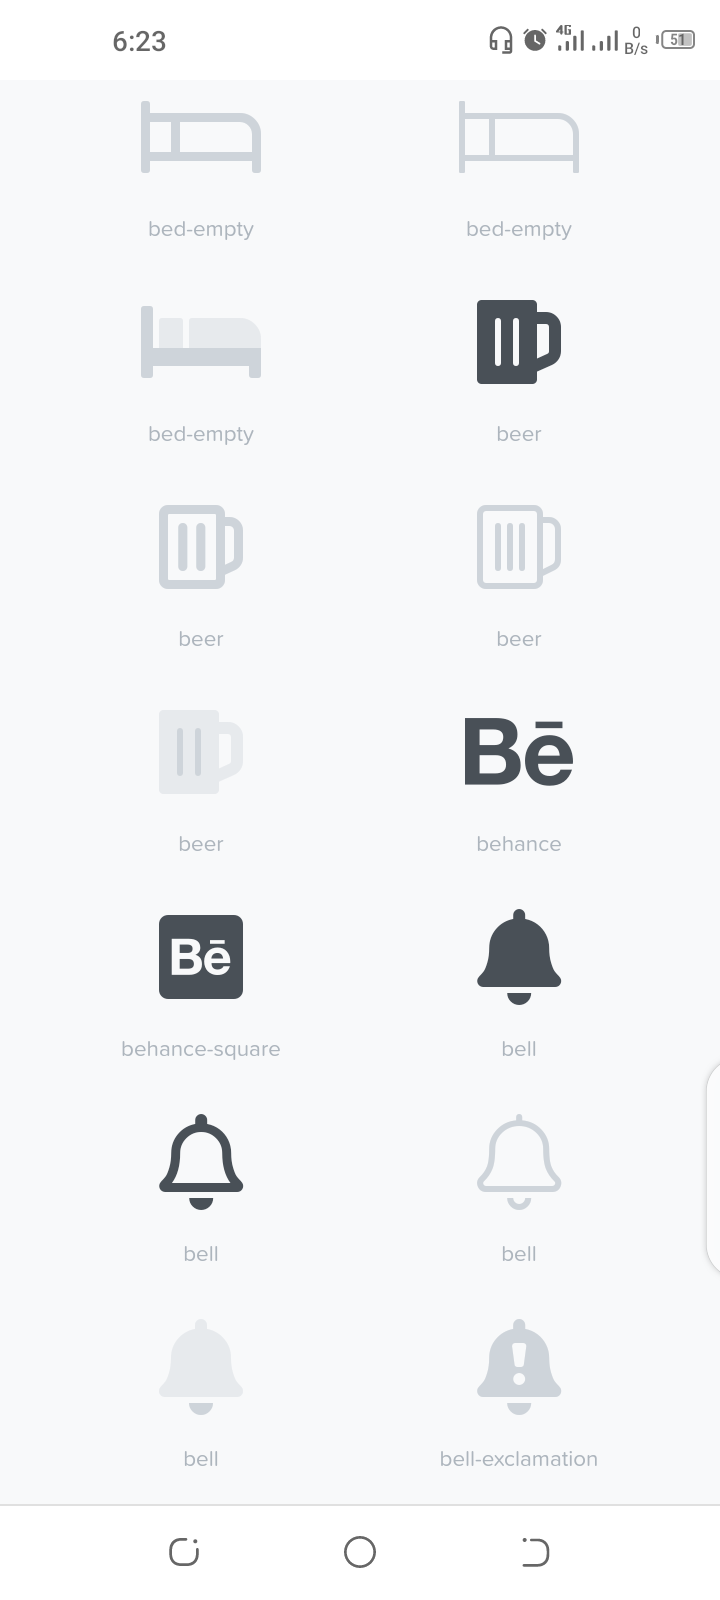 6:23
4G
0
B/s
51
bed-empty
bed-empty
bed-empty
beer
beer
beer
Bē
beer
behance
Bē
behance-square
bell
bell
bell
bell
bell-exclamation